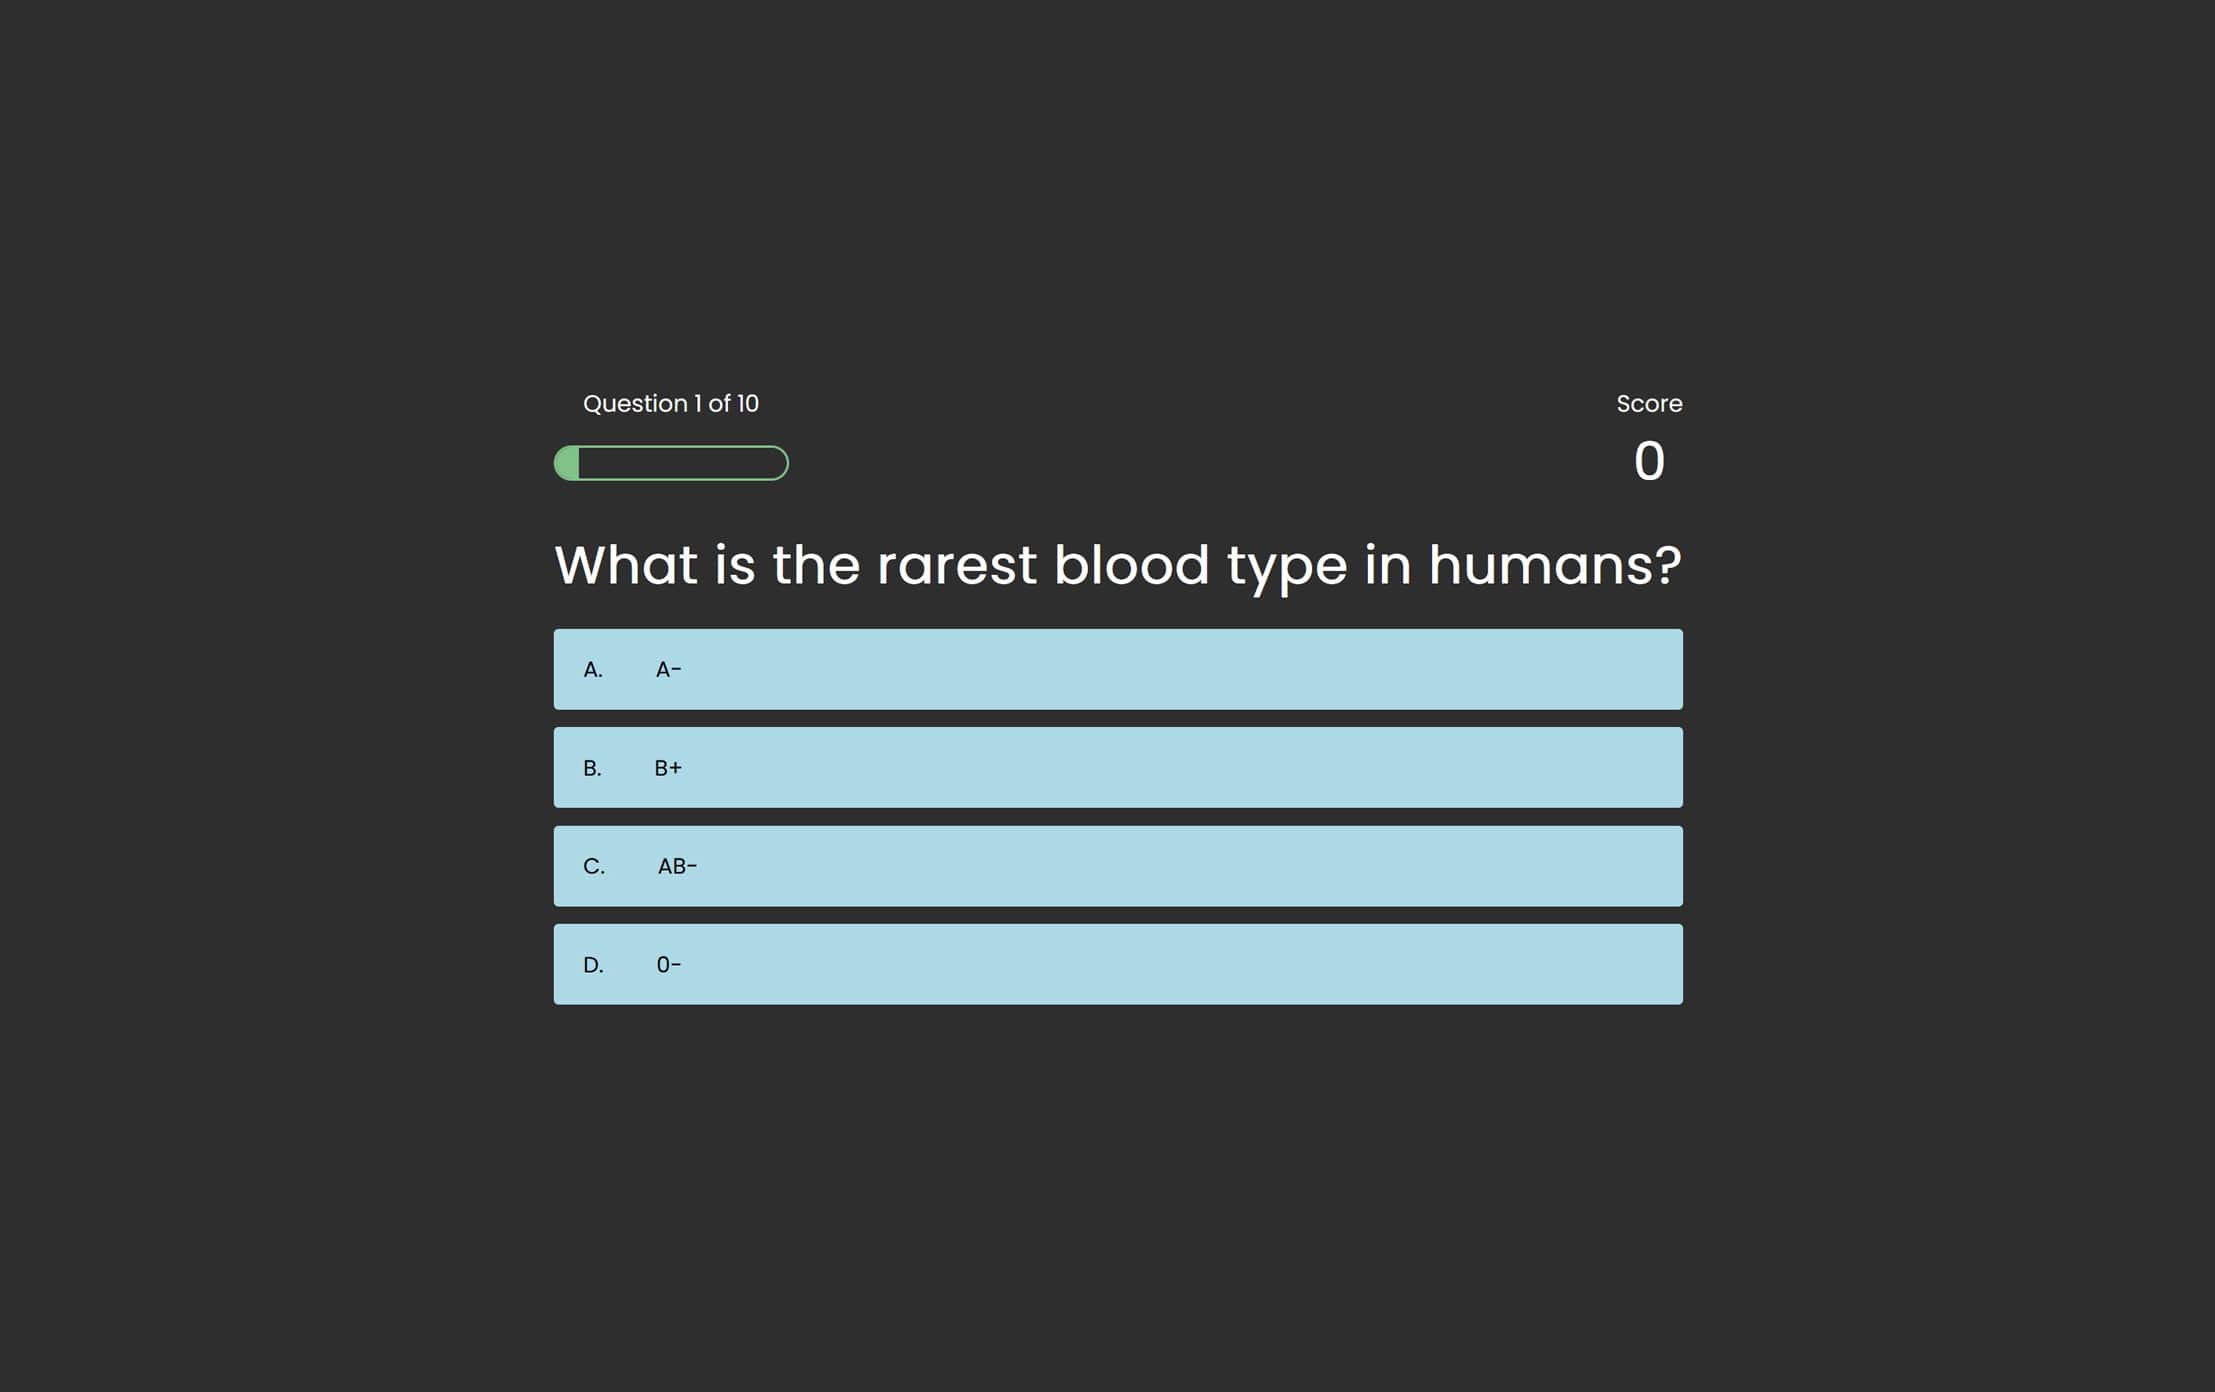 Question 1 of 10
Score
0
What is the rarest blood type in humans?
A. A-
B. B+
C. AB-
D. 0-